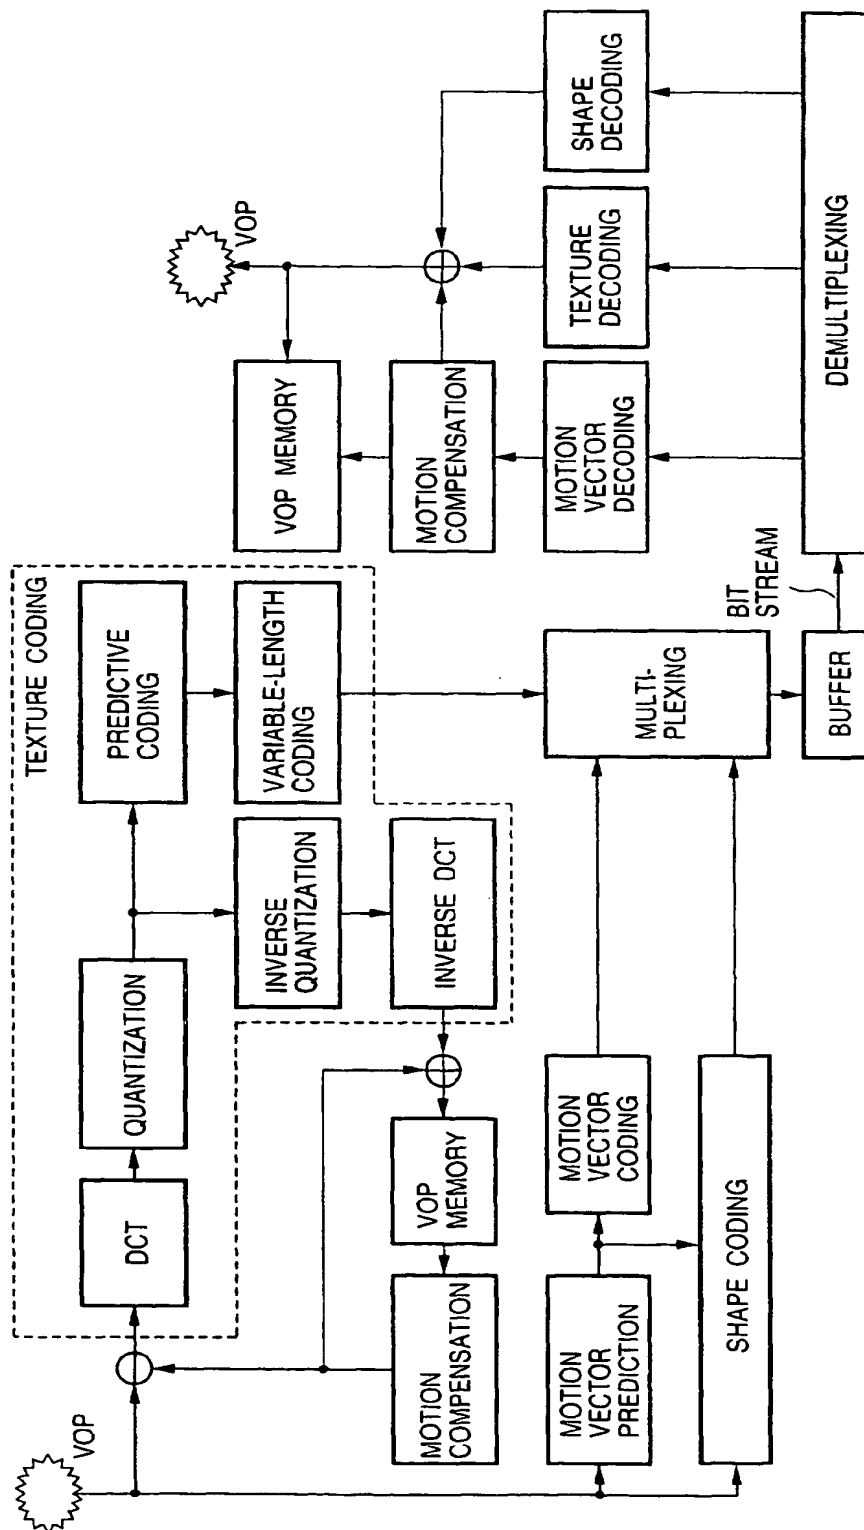 VOP
DCT
QUANTIZATION
PREDICTIVE
CODING
TEXTURE CODING
VARIABLE-LENGTH
CODING
INVERSE
QUANTIZATION
INVERSE DCT
VOP
MEMORY
MOTION
COMPENSATION
MOTION
VECTOR
PREDICTION
MOTION
VECTOR
CODING
SHAPE CODING
MULTI-
PLEXING
BUFFER
BIT
STREAM
VOP
VOP MEMORY
MOTION
COMPENSATION
MOTION
VECTOR
DECODING
TEXTURE
DECODING
SHAPE
DECODING
DEMULTIPLEXING